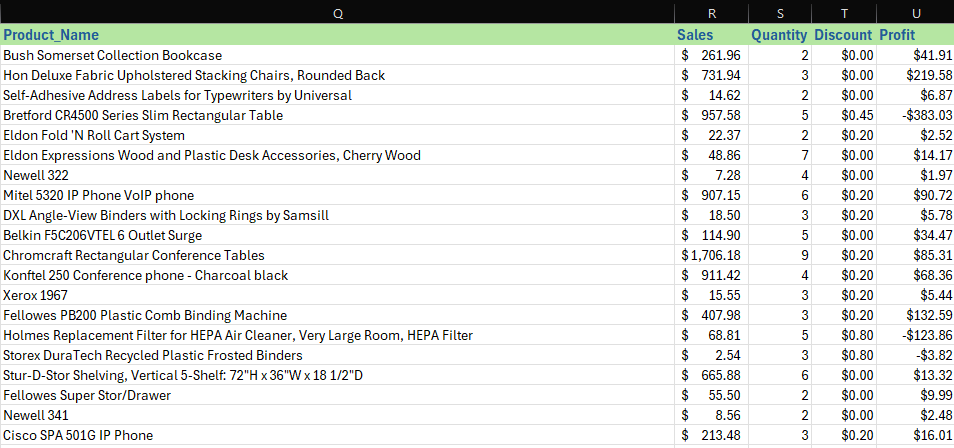 Q R S T U
Product_Name Sales Quantity Discount Profit
Bush Somerset Collection Bookcase $ 261.96 2 $0.00 $41.91
Hon Deluxe Fabric Upholstered Stacking Chairs, Rounded Back $ 731.94 3 $0.00 $219.58
Self-Adhesive Address Labels for Typewriters by Universal $ 14.62 2 $0.00 $6.87
Bretford CR4500 Series Slim Rectangular Table $ 957.58 5 $0.45 -$383.03
Eldon Fold 'N Roll Cart System $ 22.37 2 $0.20 $2.52
Eldon Expressions Wood and Plastic Desk Accessories, Cherry Wood $ 48.86 7 $0.00 $14.17
Newell 322 $ 7.28 4 $0.00 $1.97
Mitel 5320 IP Phone VoIP phone $ 907.15 6 $0.20 $90.72
DXL Angle-View Binders with Locking Rings by Samsill $ 18.50 3 $0.20 $5.78
Belkin F5C206VTEL 6 Outlet Surge $ 114.90 5 $0.00 $34.47
Chromcraft Rectangular Conference Tables $1,706.18 9 $0.20 $85.31
Konftel 250 Conference phone - Charcoal black $ 911.42 4 $0.20 $68.36
Xerox 1967 $ 15.55 3 $0.20 $5.44
Fellowes PB200 Plastic Comb Binding Machine $ 407.98 3 $0.20 $132.59
Holmes Replacement Filter for HEPA Air Cleaner, Very Large Room, HEPA Filter $ 68.81 5 $0.80 -$123.86
Storex DuraTech Recycled Plastic Frosted Binders $ 2.54 3 $0.80 -$3.82
Stur-D-Stor Shelving, Vertical 5-Shelf: 72"H x 36"W x 18 1/2"D $ 665.88 6 $0.00 $13.32
Fellowes Super Stor/Drawer $ 55.50 2 $0.00 $9.99
Newell 341 $ 8.56 2 $0.00 $2.48
Cisco SPA 501G IP Phone $ 213.48 3 $0.20 $16.01